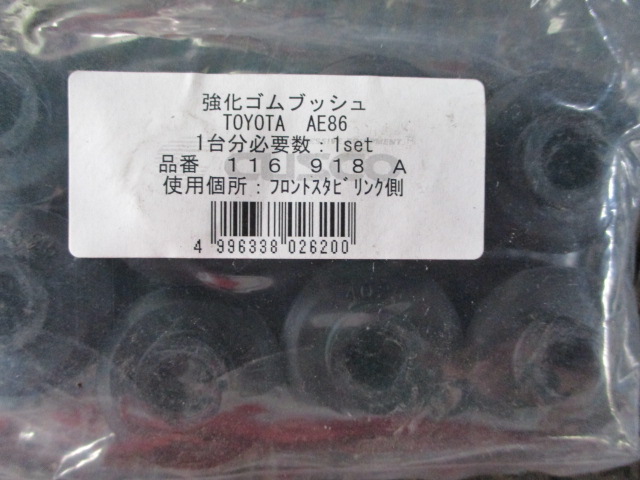 強化ゴムブッシュ
TOYOTA AE86
1台分必要数:1set
品番 116 918 A
使用個所:ﾌﾛﾝﾄｽﾀﾋﾞﾘﾝｸ側
4 996338 026200
CUSCO